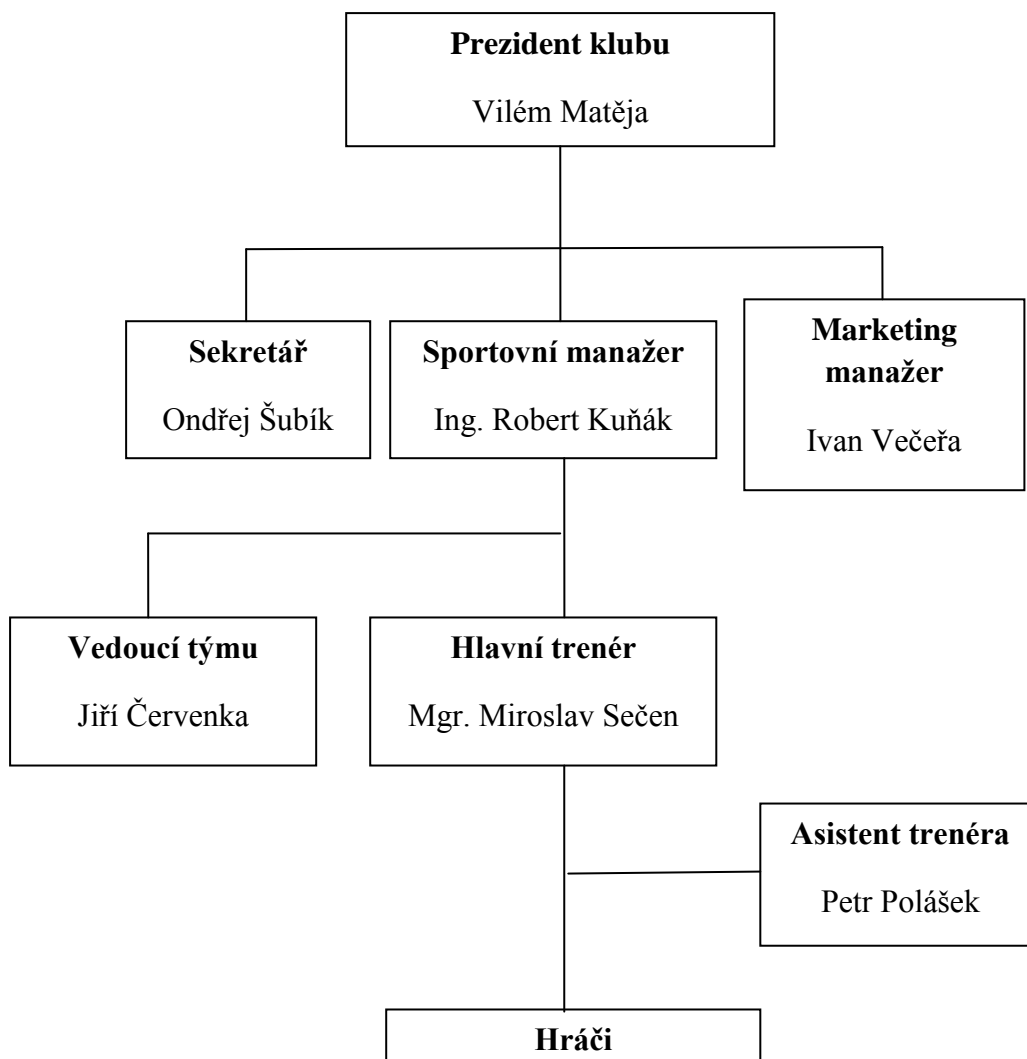 Prezident klubu
Vilém Matěja
Sekretář
Ondřej Šubík
Sportovní manažer
Ing. Robert Kuňák
Marketing
manažer
Ivan Večeřa
Vedoucí týmu
Jiří Červenka
Hlavní trenér
Mgr. Miroslav Sečen
Asistent trenéra
Petr Polášek
Hráči